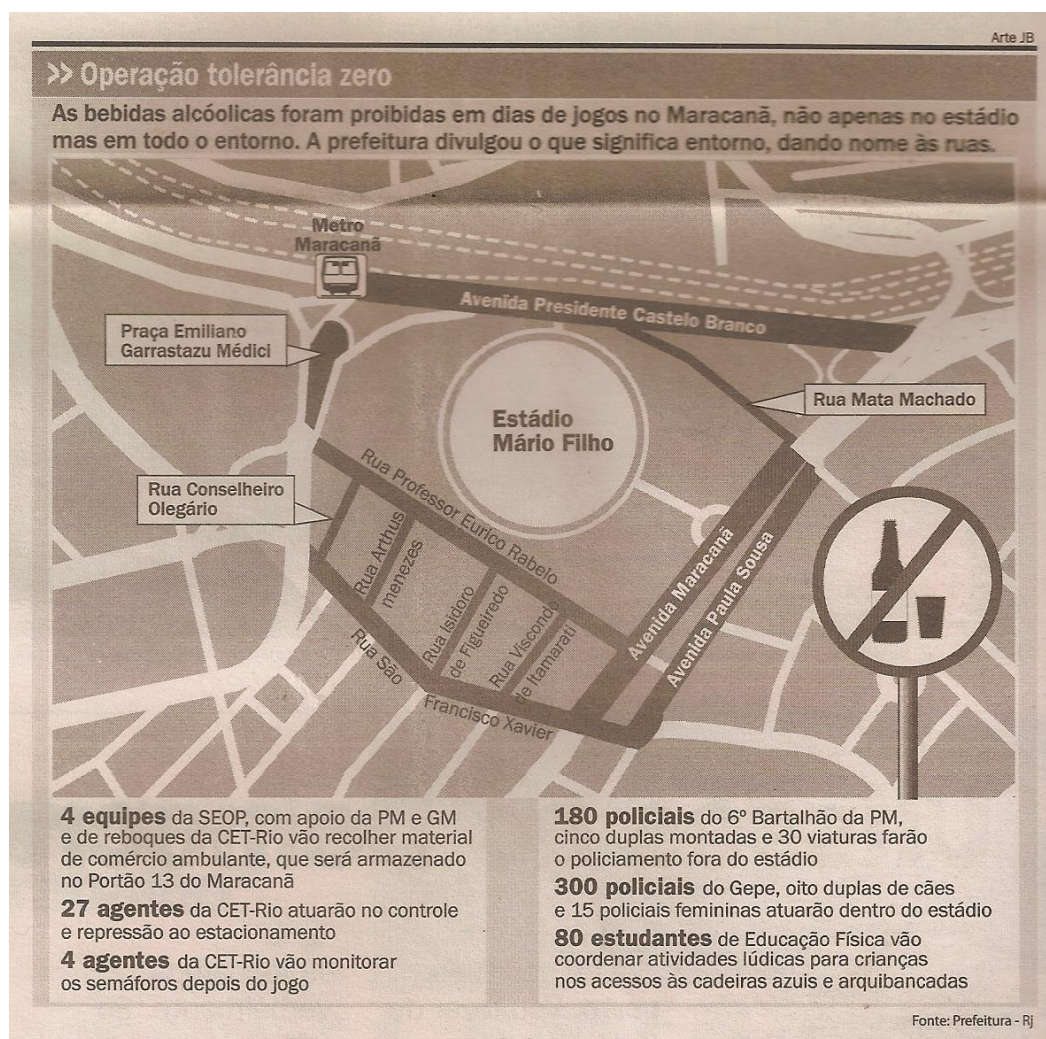 Arte JB
>> Operação tolerância zero
As bebidas alcóolicas foram proibidas em dias de jogos no Maracanã, não apenas no estádio
mas em todo o entorno. A prefeitura divulgou o que significa entorno, dando nome às ruas.
Metro
Maracanã
Avenida Presidente Castelo Branco
Praça Emiliano
Garrastazu Médici
Rua Mata Machado
Estádio
Mário Filho
Rua Conselheiro
Olegário
Rua Professor Eurico Rabelo
Rua Arthus
menezes
Rua Isidoro
de Figueiredo
Rua Visconde
de Itamarati
Avenida Maracanã
Avenida Paula Sousa
Rua São
Francisco Xavier
4 equipes da SEOP, com apoio da PM e GM
e de reboques da CET-Rio vão recolher material
de comércio ambulante, que será armazenado
no Portão 13 do Maracanã
27 agentes da CET-Rio atuarão no controle
e repressão ao estacionamento
4 agentes da CET-Rio vão monitorar
os semáforos depois do jogo
180 policiais do 6º Bartalhão da PM,
cinco duplas montadas e 30 viaturas farão
o policiamento fora do estádio
300 policiais do Gepe, oito duplas de cães
e 15 policiais femininas atuarão dentro do estádio
80 estudantes de Educação Física vão
coordenar atividades lúdicas para crianças
nos acessos às cadeiras azuis e arquibancadas
Fonte: Prefeitura - Rj